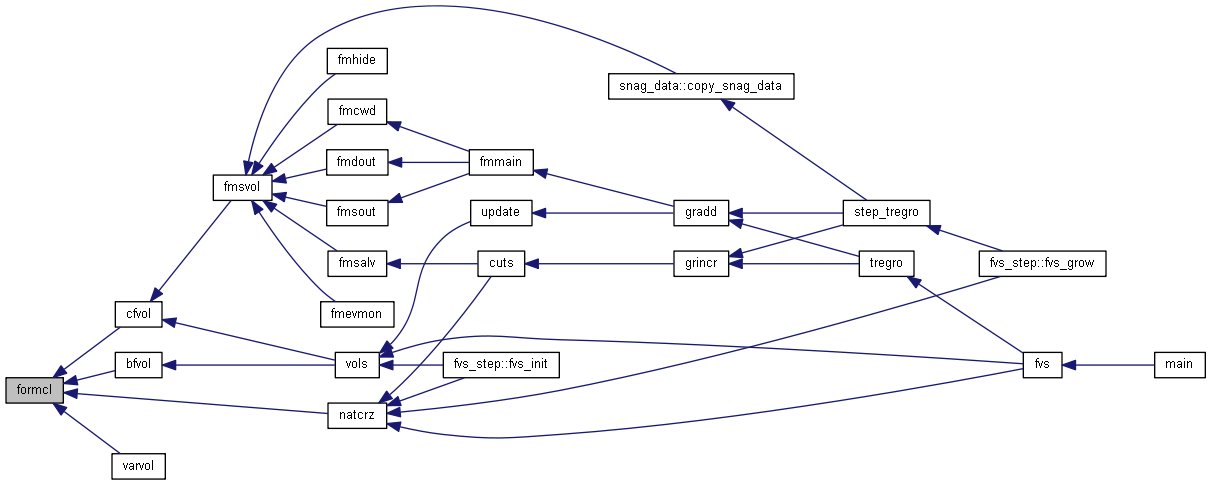 fmhide
snag_data::copy_snag_data
fmcwd
fmdout
fmmain
fmsvol
fmsout
update
gradd
step_tregro
fmsalv
cuts
grincr
tregro
fvs_step::fvs_grow
cfvol
fmevmon
bfvol
vols
fvs_step::fvs_init
fvs
main
formcl
natcrz
varvol